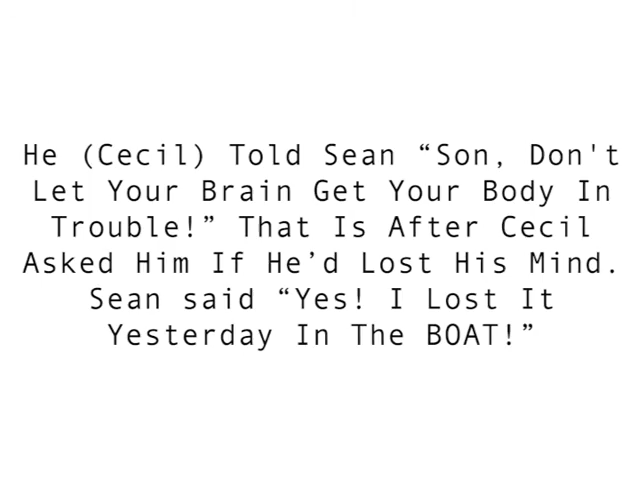 He (Cecil) Told Sean “Son, Don't
Let Your Brain Get Your Body In
Trouble!” That Is After Cecil
Asked Him If He’d Lost His Mind.
Sean said “Yes! I Lost It
Yesterday In The BOAT!”